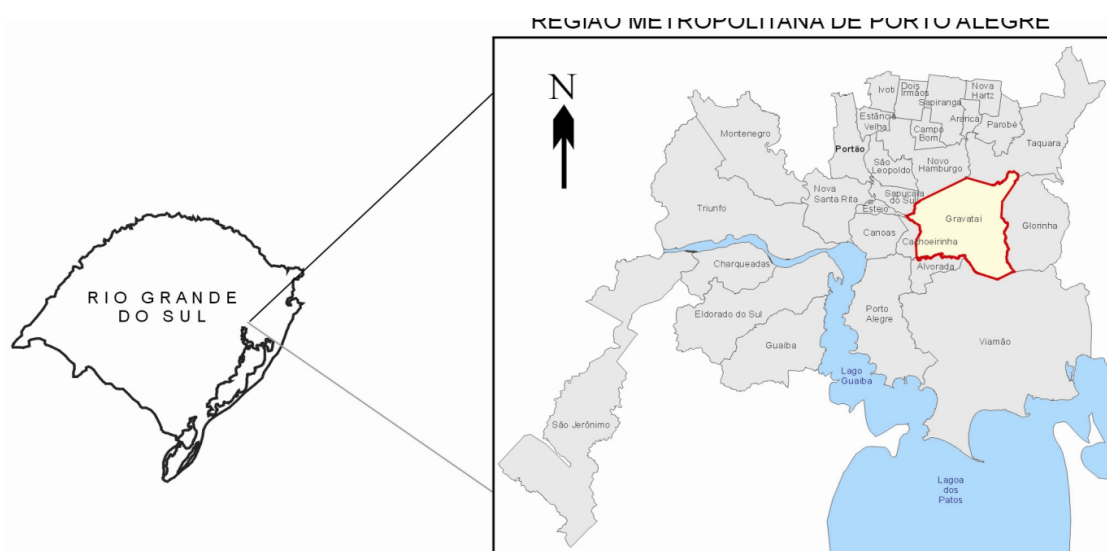 REGIÃO METROPOLITANA DE PORTO ALEGRE
N
RIO GRANDE
DO SUL
Ivoti
Dois
Irmãos
Sapiranga
Nova
Hartz
Estância
Velha
Campo
Bom
Araricá
Parobé
Montenegro
Portão
Taquara
São
Leopoldo
Novo
Hamburgo
Nova
Santa Rita
Sapucaia
do Sul
Esteio
Triunfo
Gravataí
Glorinha
Canoas
Cachoeirinha
Charqueadas
Alvorada
Eldorado do Sul
Porto
Alegre
Guaiba
Viamão
Lago
Guaiba
São Jerônimo
Lagoa
dos
Patos